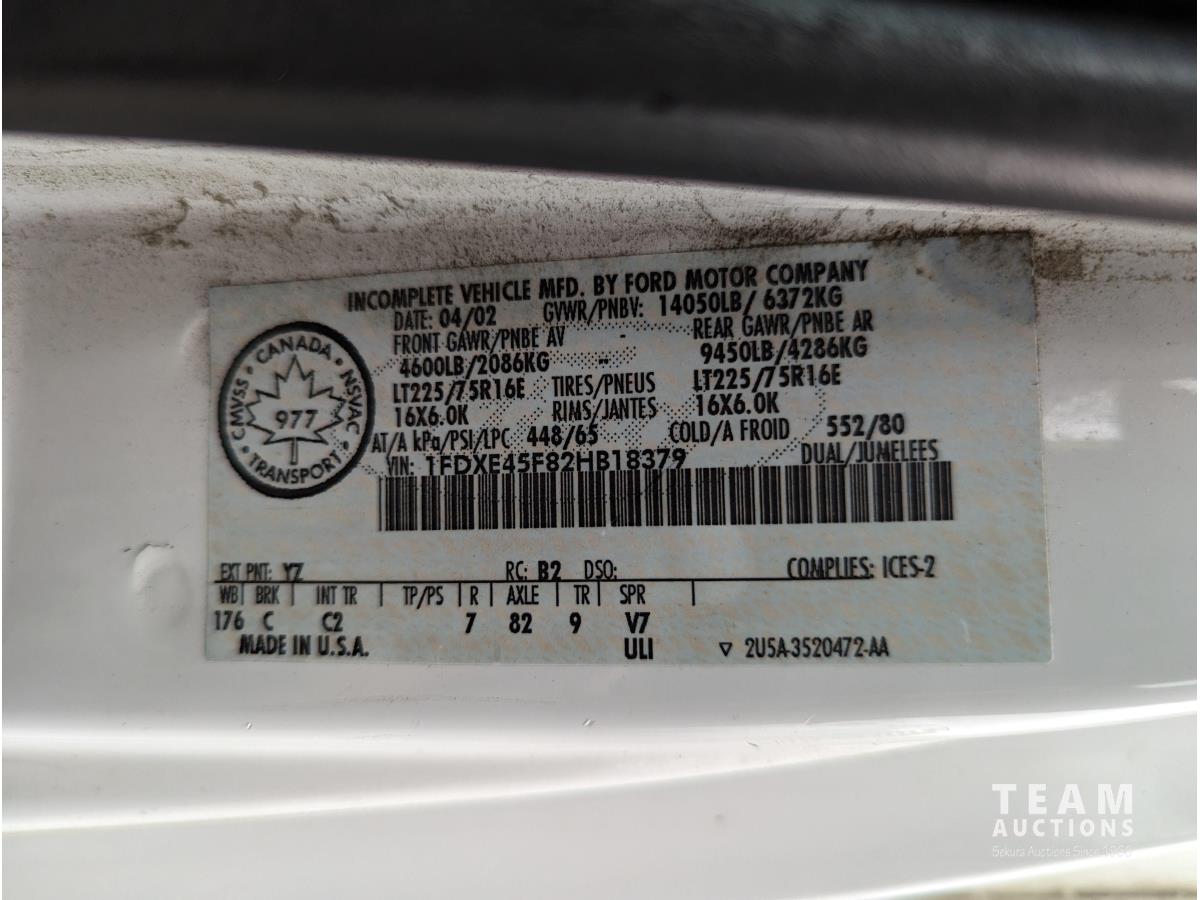 INCOMPLETE VEHICLE MFD. BY FORD MOTOR COMPANY
DATE: 04/02 GVWR/PNBV: 14050LB/ 6372KG
FRONT GAWR/PNBE AV - REAR GAWR/PNBE AR
4600LB/2086KG -- 9450LB/4286KG
LT225/75R16E TIRES/PNEUS LT225/75R16E
16X6.0K RIMS/JANTES 16X6.0K
AT/A kPa/PSI/LPC 448/65 COLD/A FROID 552/80
VIN: 1FDXE45F82HB18379 DUAL/JUMELEES
CMVSS • CANADA • NSVAC • TRANSPORT •
977
EXT PNT: YZ RC: B2 DSO: COMPLIES: ICES-2
WB| BRK | INT TR | TP/PS | R | AXLE | TR | SPR |
176 C C2 7 82 9 V7
MADE IN U.S.A. ULI ▽ 2U5A-3520472-AA
TEAM
AUCTIONS
Sekura Auctions Since 1966